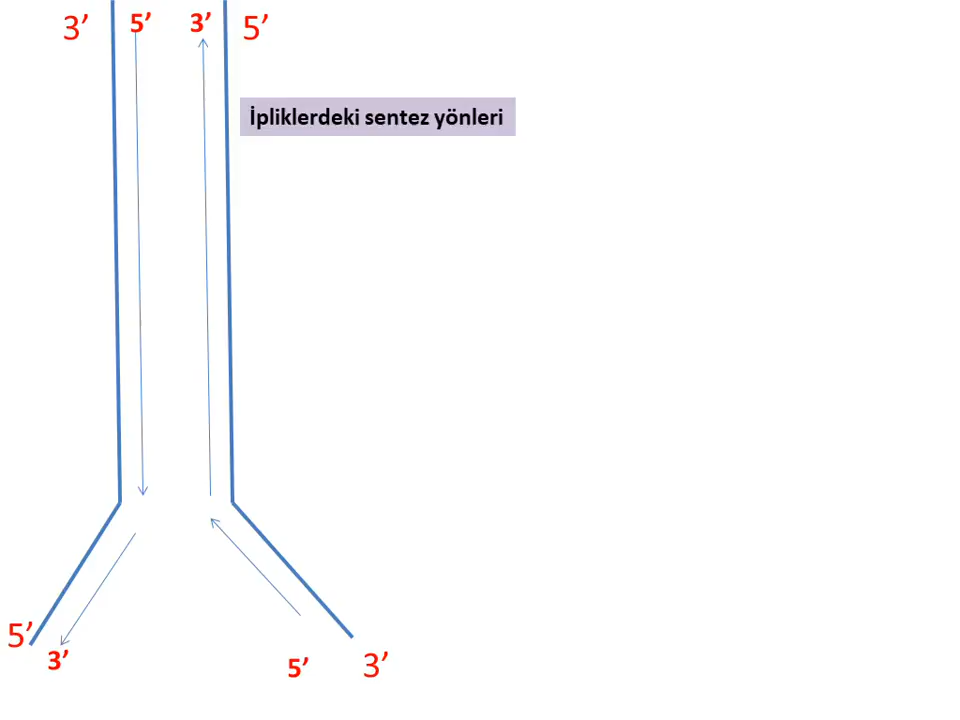 3’ 5’ 3’ 5’
İpliklerdeki sentez yönleri
5’
3’
5’ 3’